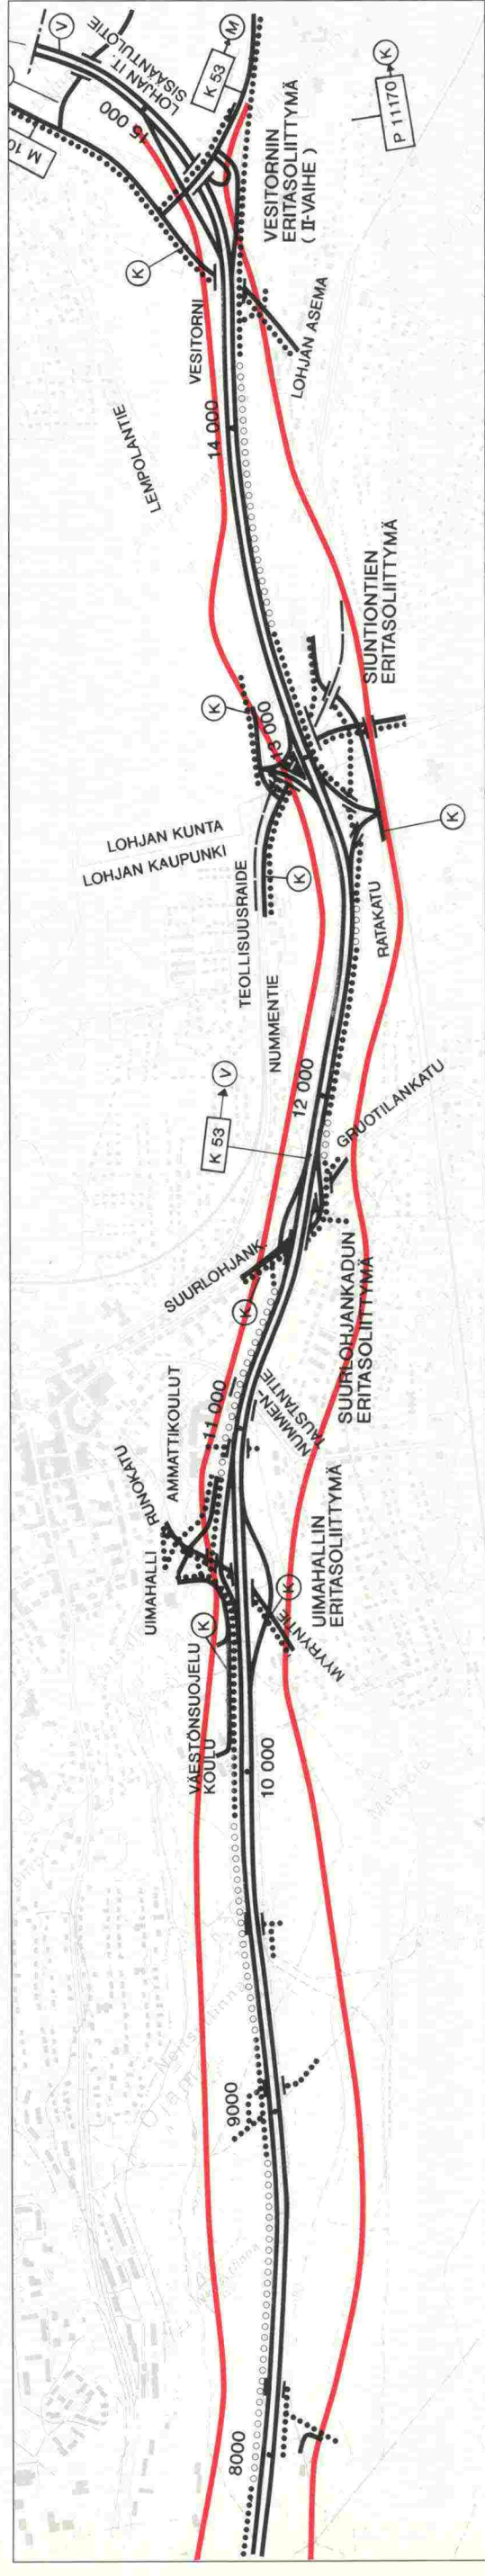 LOHJAN IT.
SISÄÄNTULOTIE
V
M 10
K 53
M
P 11170
K
15 000
VESITORNIN
ERITASOLIITTYMÄ
( II-VAIHE )
K
VESITORNI
LOHJAN ASEMA
LEMPOLANTIE
14 000
SIUNTIONTIEN
ERITASOLIITTYMÄ
K
13 000
LOHJAN KUNTA
LOHJAN KAUPUNKI
K
K
TEOLLISUUSRAIDE
RATAKATU
NUMMENTIE
K 53
V
12 000
GRUOTILANKATU
SUURLOHJANK.
K
SUURLOHJANKADUN
ERITASOLIITTYMÄ
NUMMEN-
TAUSTANTIE
11 000
AMMATTIKOULUT
RUNOKATU
UIMAHALLI
UIMAHALLIN
ERITASOLIITTYMÄ
K
K
MYYRYNTIE
VÄESTÖNSUOJELU
KOULU
10 000
9000
8000